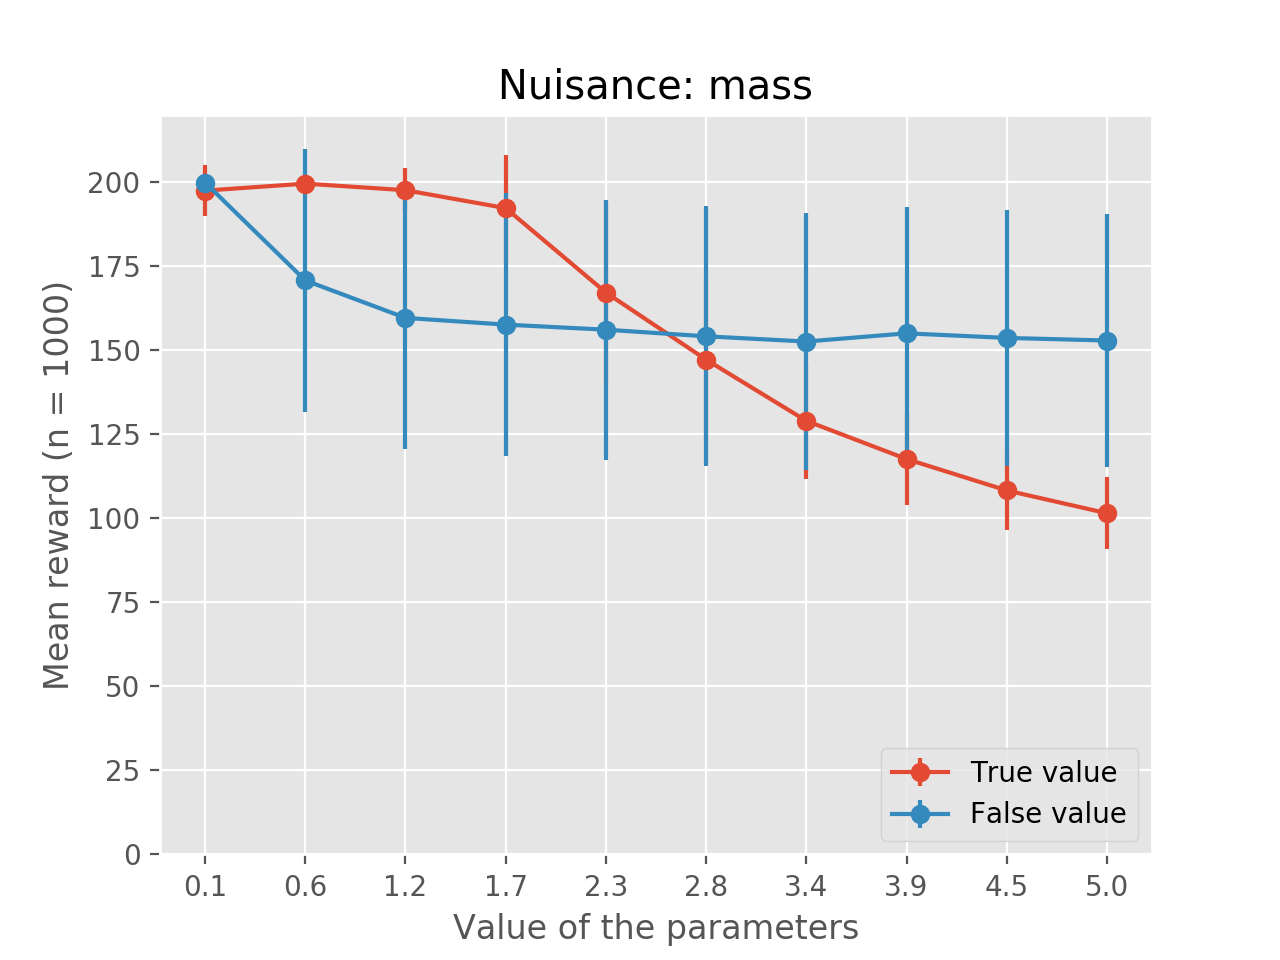 Nuisance: mass
Mean reward (n = 1000)
200
175
150
125
100
75
50
25
0
0.1 0.6 1.2 1.7 2.3 2.8 3.4 3.9 4.5 5.0
Value of the parameters
True value
False value